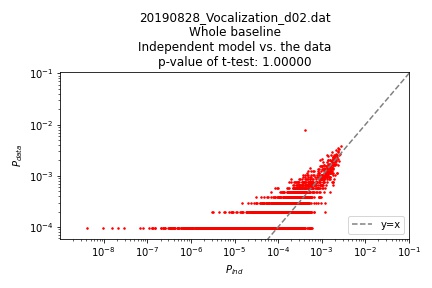 20190828_Vocalization_d02.dat
Whole baseline
Independent model vs. the data
p-value of t-test: 1.00000
10⁻¹
10⁻²
10⁻³
10⁻⁴
P_data
10⁻⁸ 10⁻⁷ 10⁻⁶ 10⁻⁵ 10⁻⁴ 10⁻³ 10⁻² 10⁻¹
P_ind
y=x